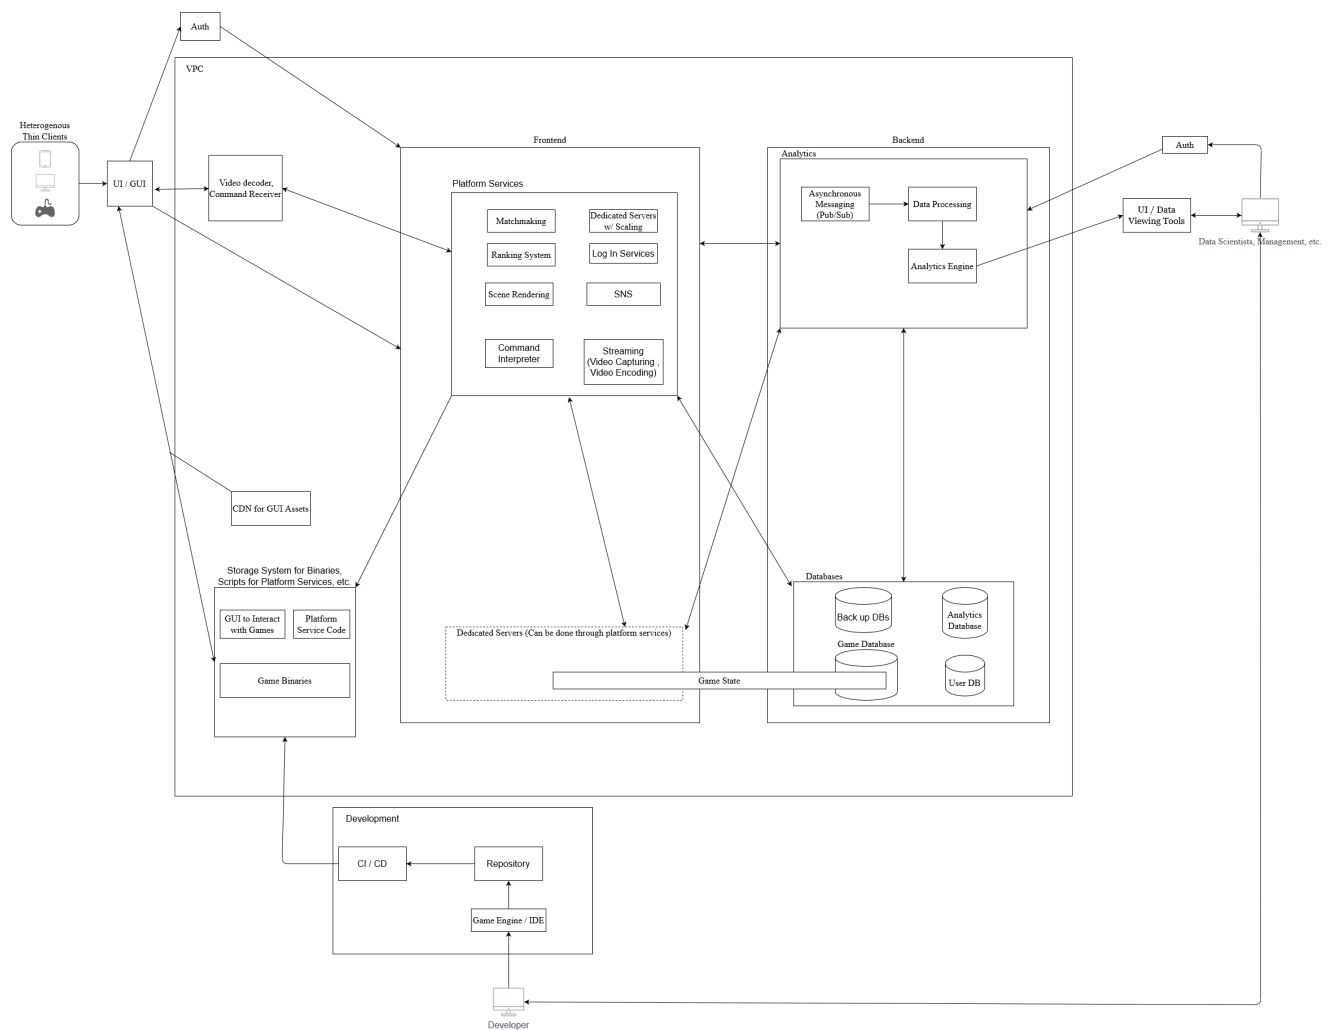 Auth
VPC
Heterogenous
Thin Clients
UI / GUI
Video decoder,
Command Receiver
Frontend
Platform Services
Matchmaking
Dedicated Servers
w/ Scaling
Ranking System
Log In Services
Scene Rendering
SNS
Command
Interpreter
Streaming
(Video Capturing ,
Video Encoding)
Backend
Analytics
Asynchronous
Messaging
(Pub/Sub)
Data Processing
Analytics Engine
Auth
UI / Data
Viewing Tools
Data Scientists, Management, etc.
CDN for GUI Assets
Storage System for Binaries,
Scripts for Platform Services, etc.
GUI to Interact
with Games
Platform
Service Code
Game Binaries
Dedicated Servers (Can be done through platform services)
Game State
Databases
Back up DBs
Analytics
Database
Game Database
User DB
Development
CI / CD
Repository
Game Engine / IDE
Developer